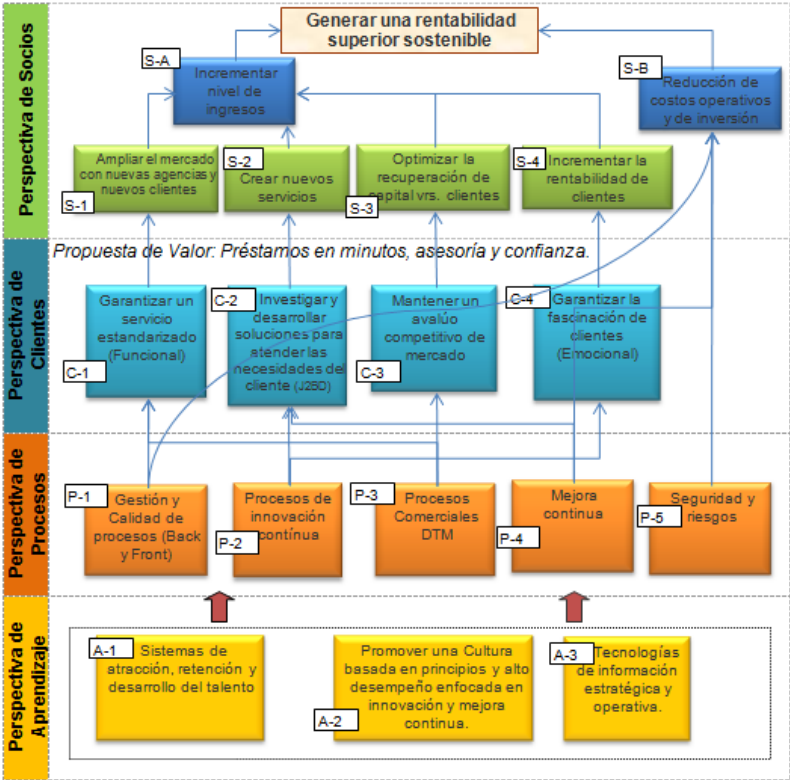 Generar una rentabilidad
superior sostenible
Perspectiva de Socios
S-A
Incrementar
nivel de
ingresos
S-B
Reducción de
costos operativos
y de inversión
S-1
Ampliar el mercado
con nuevas agencias y
nuevos clientes
S-2
Crear nuevos
servicios
S-3
Optimizar la
recuperación de
capital vrs. clientes
S-4
Incrementar la
rentabilidad de
clientes
Propuesta de Valor: Préstamos en minutos, asesoría y confianza.
Perspectiva de
Clientes
C-1
Garantizar un
servicio
estandarizado
(Funcional)
C-2
Investigar y
desarrollar
soluciones para
atender las
necesidades del
cliente (J250)
C-3
Mantener un
avalúo
competitivo de
mercado
C-4
Garantizar la
fascinación de
clientes
(Emocional)
Perspectiva de
Procesos
P-1
Gestión y
Calidad de
procesos (Back
y Front)
P-2
Procesos de
innovación
contínua
P-3
Procesos
Comerciales
DTM
P-4
Mejora
continua
P-5
Seguridad y
riesgos
Perspectiva de
Aprendizaje
A-1
Sistemas de
atracción, retención y
desarrollo del talento
A-2
Promover una Cultura
basada en principios y alto
desempeño enfocada en
innovación y mejora
continua.
A-3
Tecnologías
de información
estratégica y
operativa.